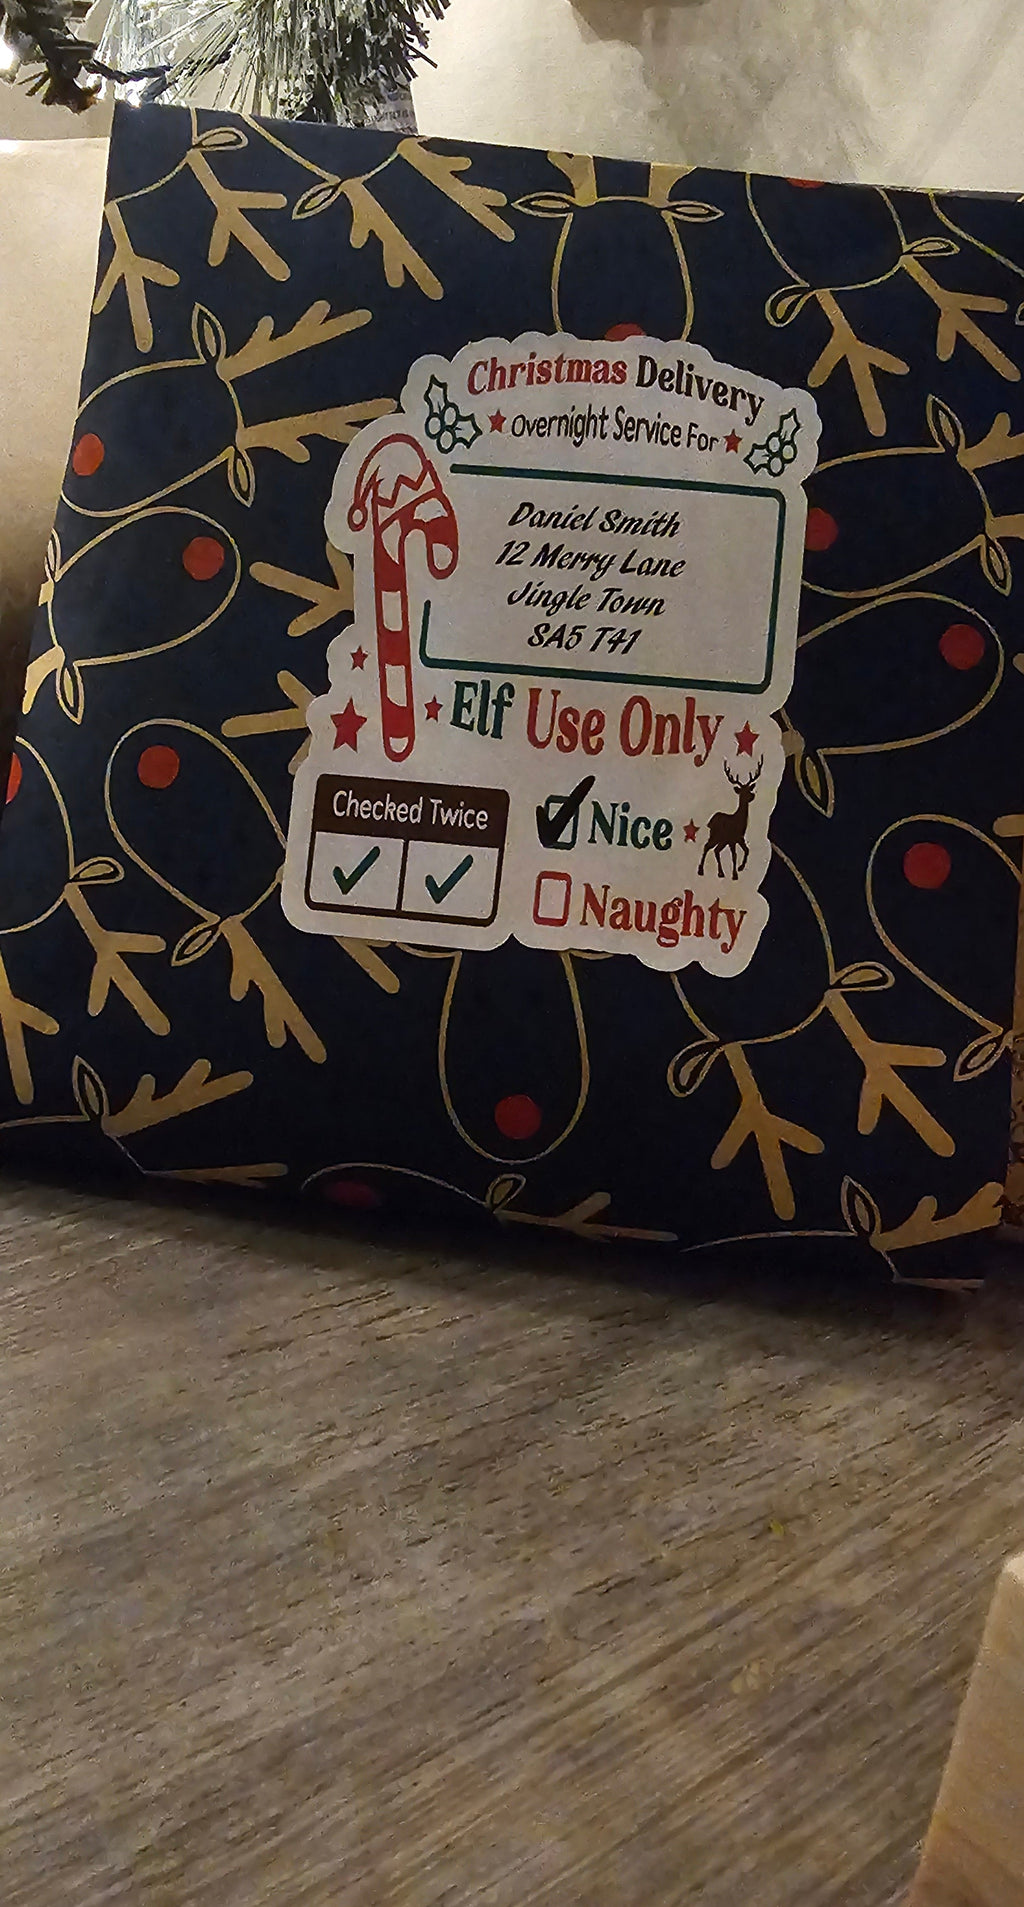 Christmas Delivery
Overnight Service For
Daniel Smith
12 Merry Lane
Jingle Town
SA5 T41
Elf Use Only
Checked Twice
Nice
Naughty